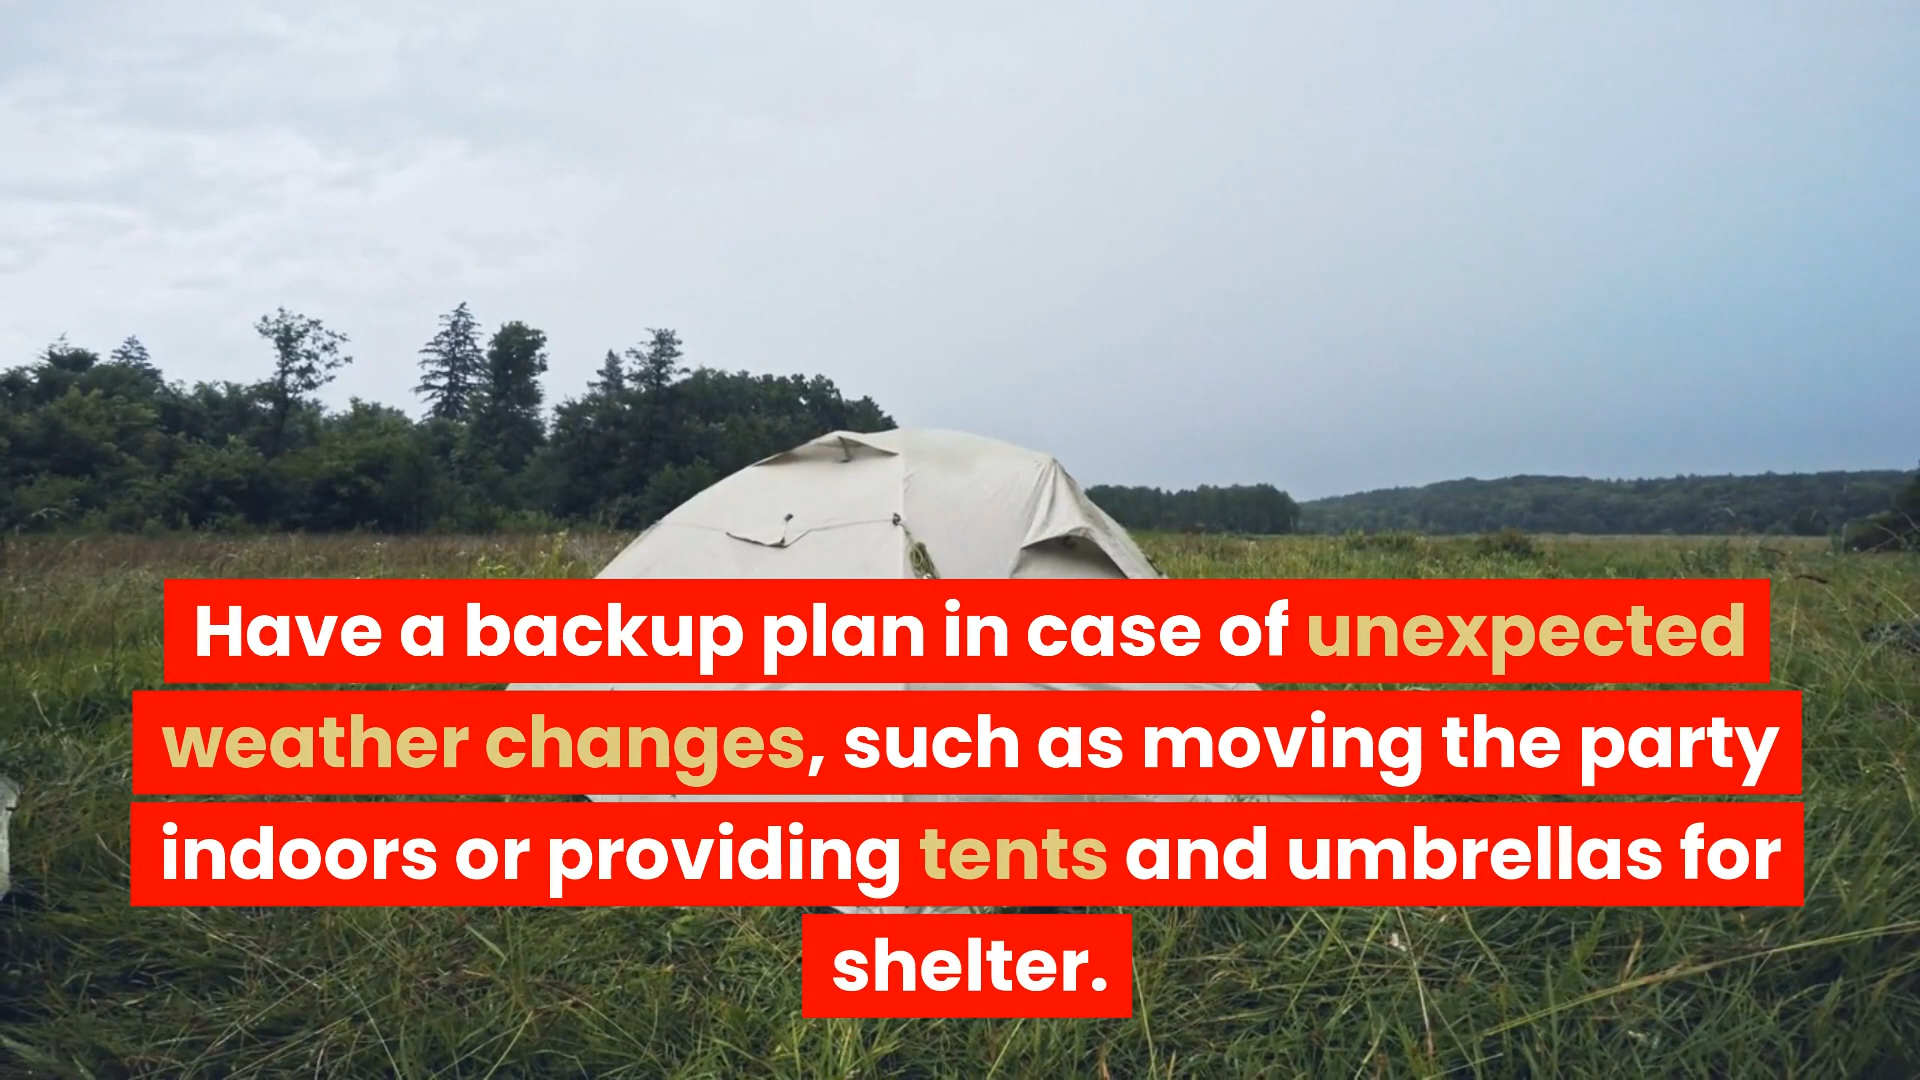 Have a backup plan in case of unexpected
weather changes, such as moving the party
indoors or providing tents and umbrellas for
shelter.